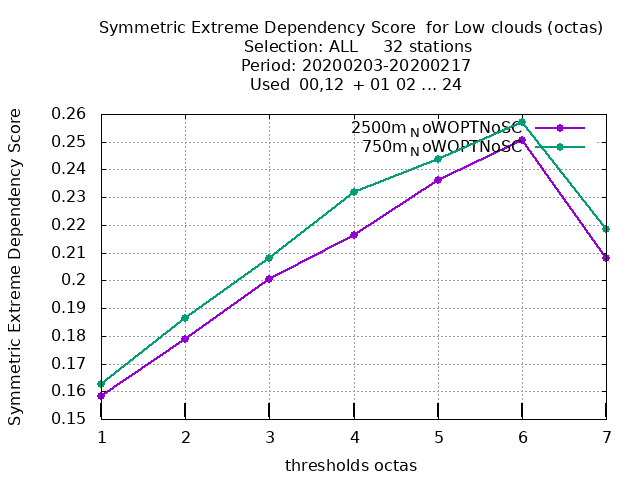 Symmetric Extreme Dependency Score  for Low clouds (octas)
Selection: ALL     32 stations
Period: 20200203-20200217
Used  00,12  + 01 02 ... 24
Symmetric Extreme Dependency Score
0.26
0.25
0.24
0.23
0.22
0.21
0.2
0.19
0.18
0.17
0.16
0.15
2500mNoWOPTNoSC
750mNoWOPTNoSC
1 2 3 4 5 6 7
thresholds octas